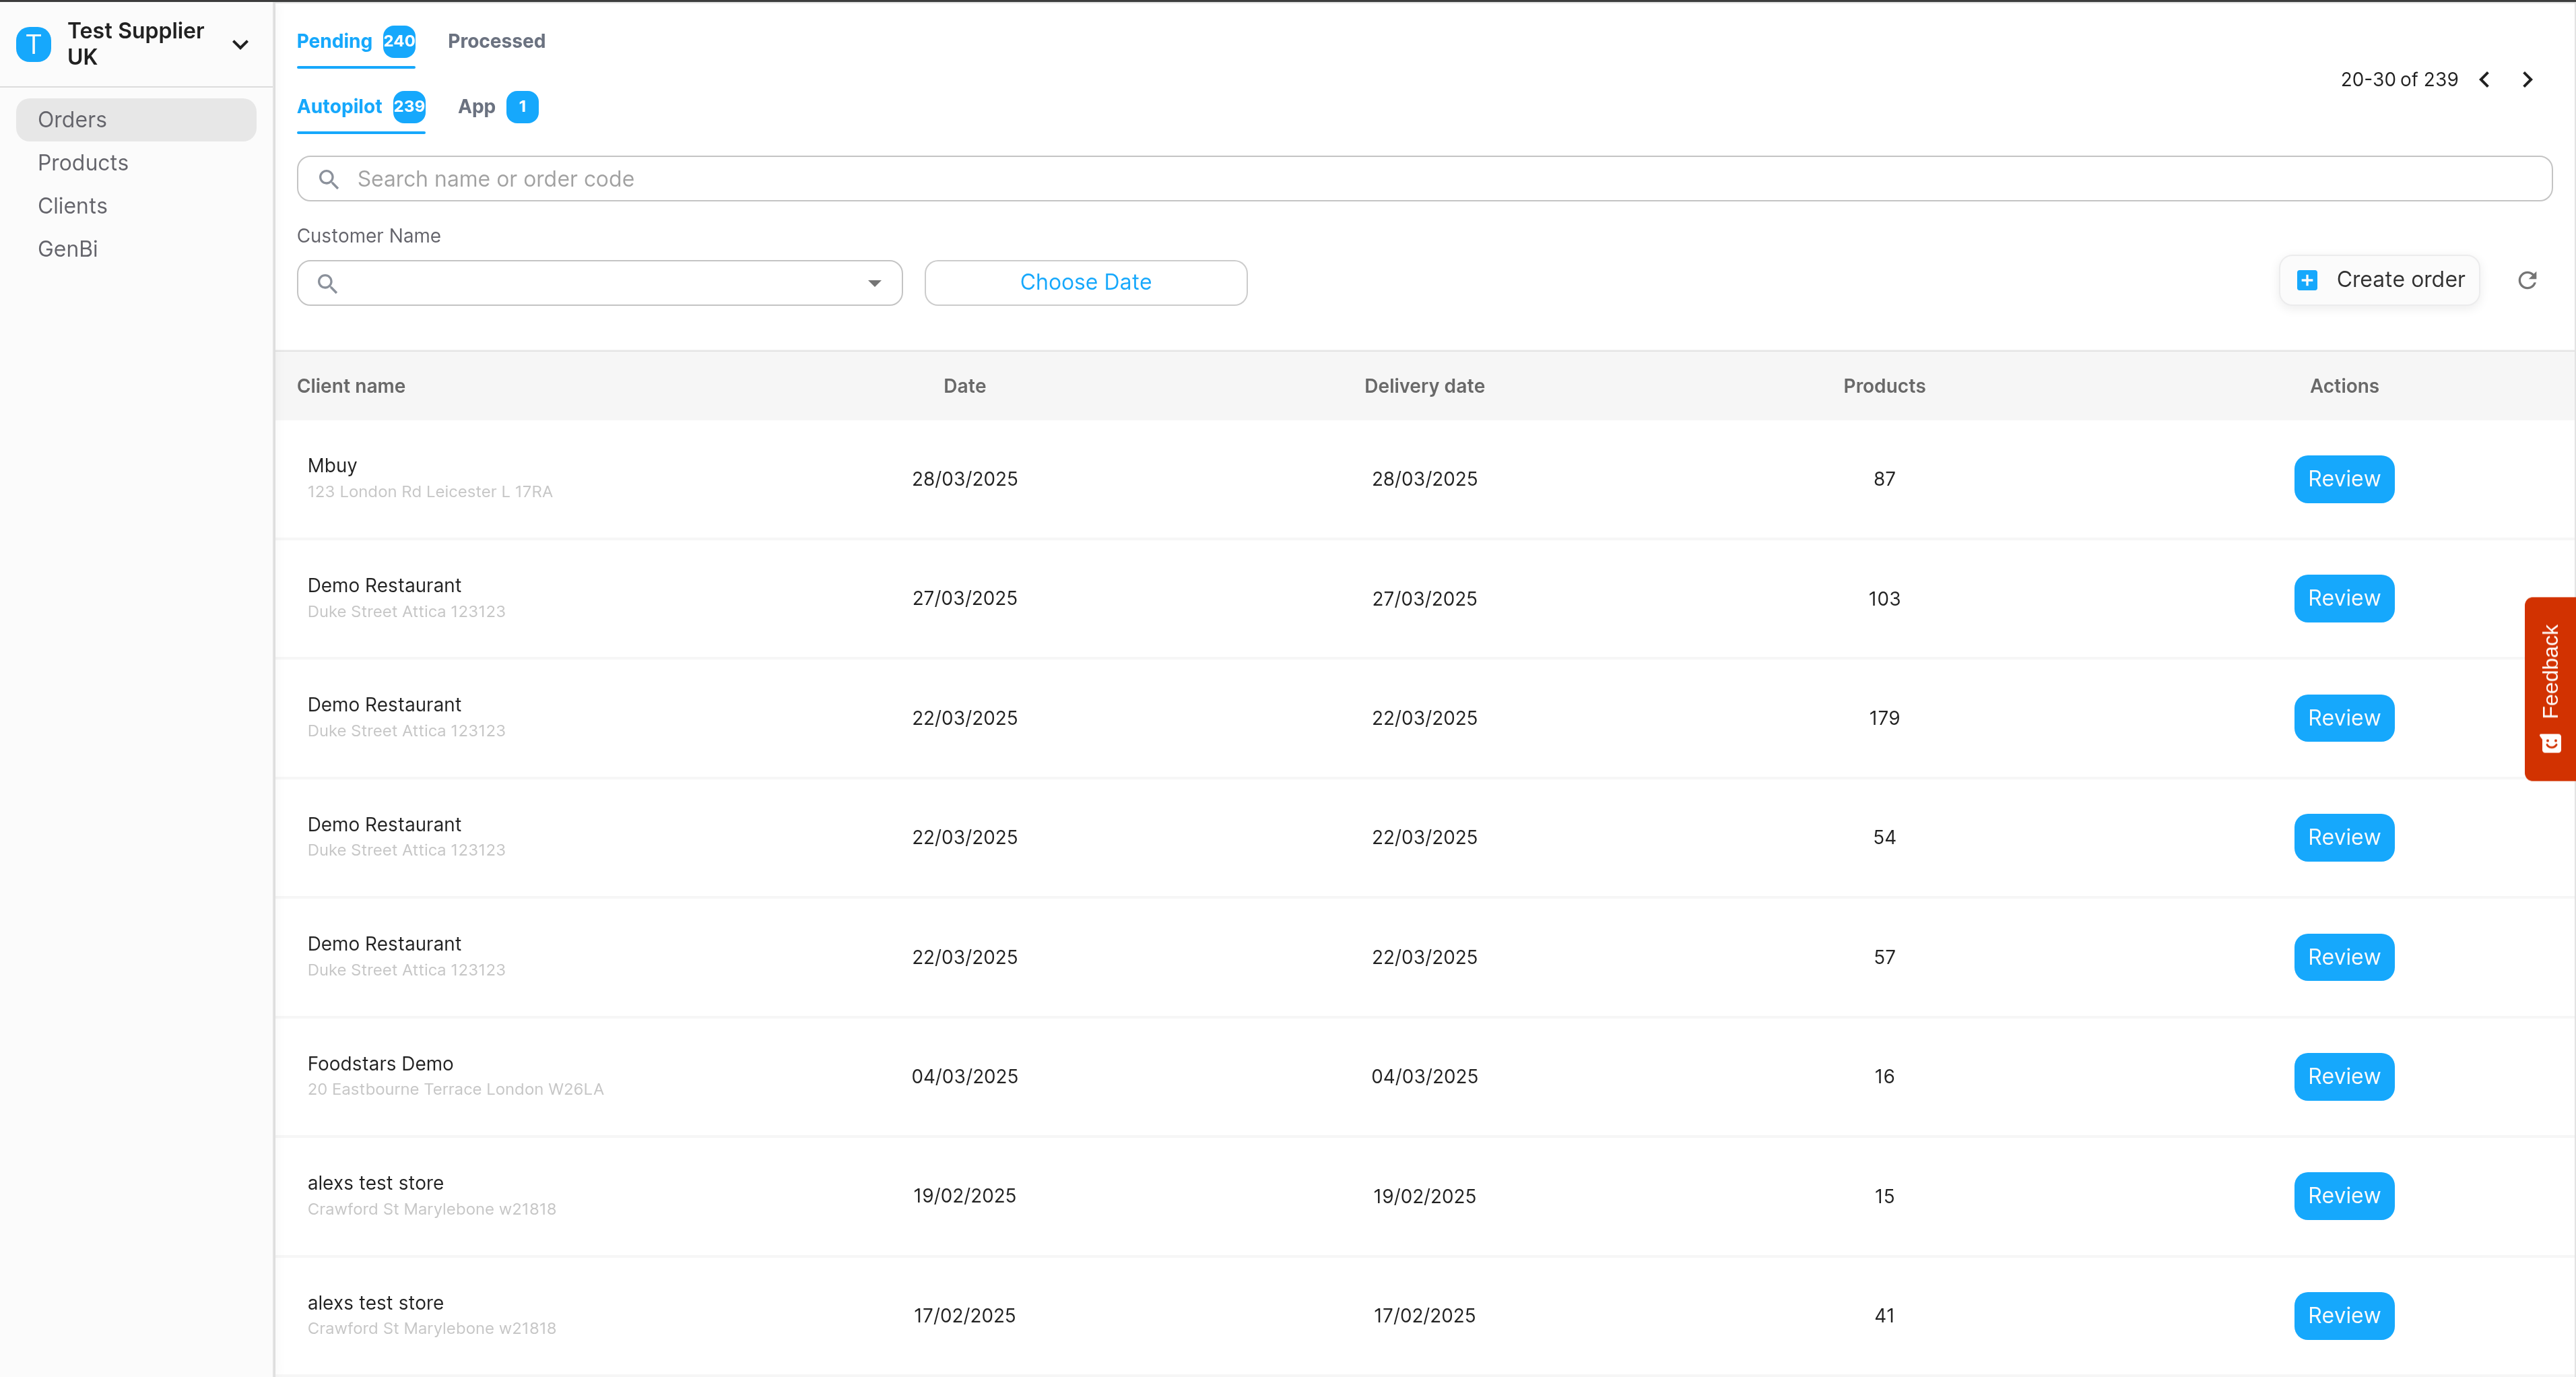 T
Test Supplier
UK
Orders
Products
Clients
GenBi
Pending 240 Processed
Autopilot 239 App 1
20-30 of 239
Search name or order code
Customer Name
Choose Date
Create order
Client name Date Delivery date Products Actions
Mbuy
123 London Rd Leicester L 17RA
28/03/2025 28/03/2025 87 Review
Demo Restaurant
Duke Street Attica 123123
27/03/2025 27/03/2025 103 Review
Demo Restaurant
Duke Street Attica 123123
22/03/2025 22/03/2025 179 Review
Demo Restaurant
Duke Street Attica 123123
22/03/2025 22/03/2025 54 Review
Demo Restaurant
Duke Street Attica 123123
22/03/2025 22/03/2025 57 Review
Foodstars Demo
20 Eastbourne Terrace London W26LA
04/03/2025 04/03/2025 16 Review
alexs test store
Crawford St Marylebone w21818
19/02/2025 19/02/2025 15 Review
alexs test store
Crawford St Marylebone w21818
17/02/2025 17/02/2025 41 Review
Feedback